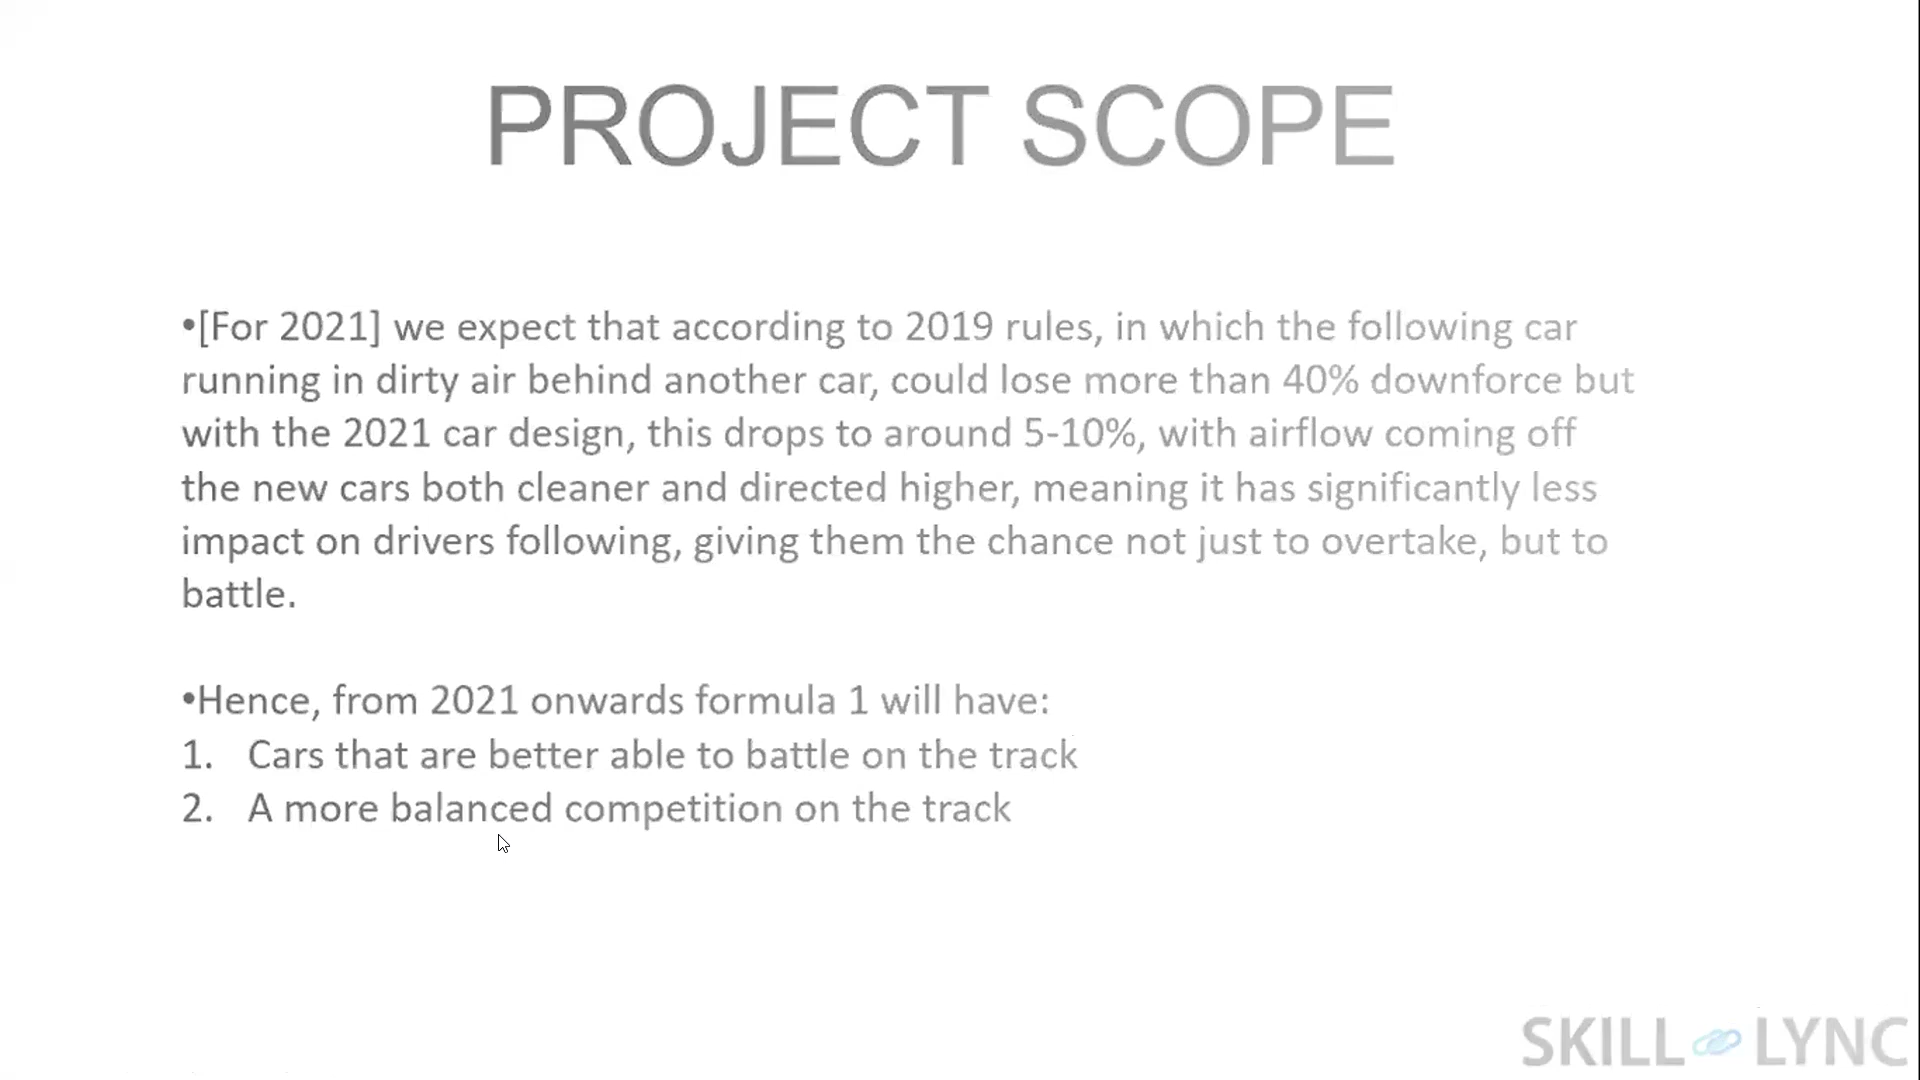 PROJECT SCOPE
•[For 2021] we expect that according to 2019 rules, in which the following car
running in dirty air behind another car, could lose more than 40% downforce but
with the 2021 car design, this drops to around 5-10%, with airflow coming off
the new cars both cleaner and directed higher, meaning it has significantly less
impact on drivers following, giving them the chance not just to overtake, but to
battle.
•Hence, from 2021 onwards formula 1 will have:
1. Cars that are better able to battle on the track
2. A more balanced competition on the track
SKILL LYNC